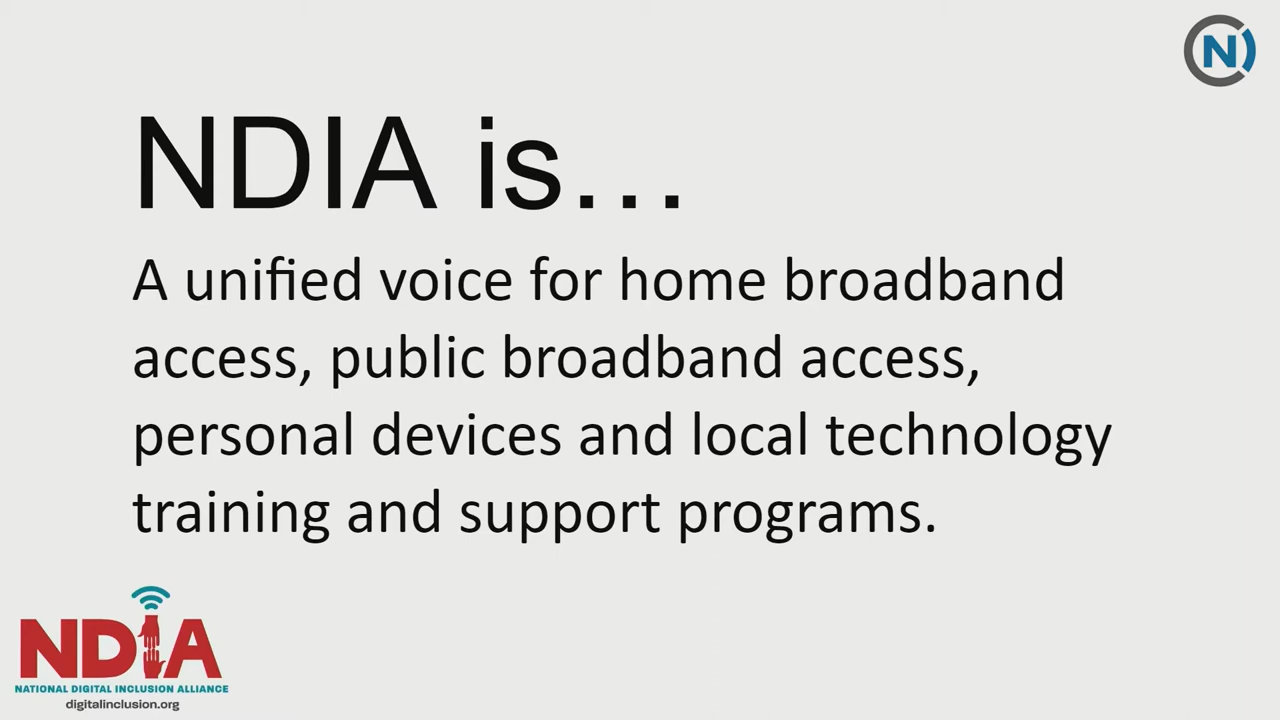 N
NDIA is…
A unified voice for home broadband
access, public broadband access,
personal devices and local technology
training and support programs.
NDIA
NATIONAL DIGITAL INCLUSION ALLIANCE
digitalinclusion.org